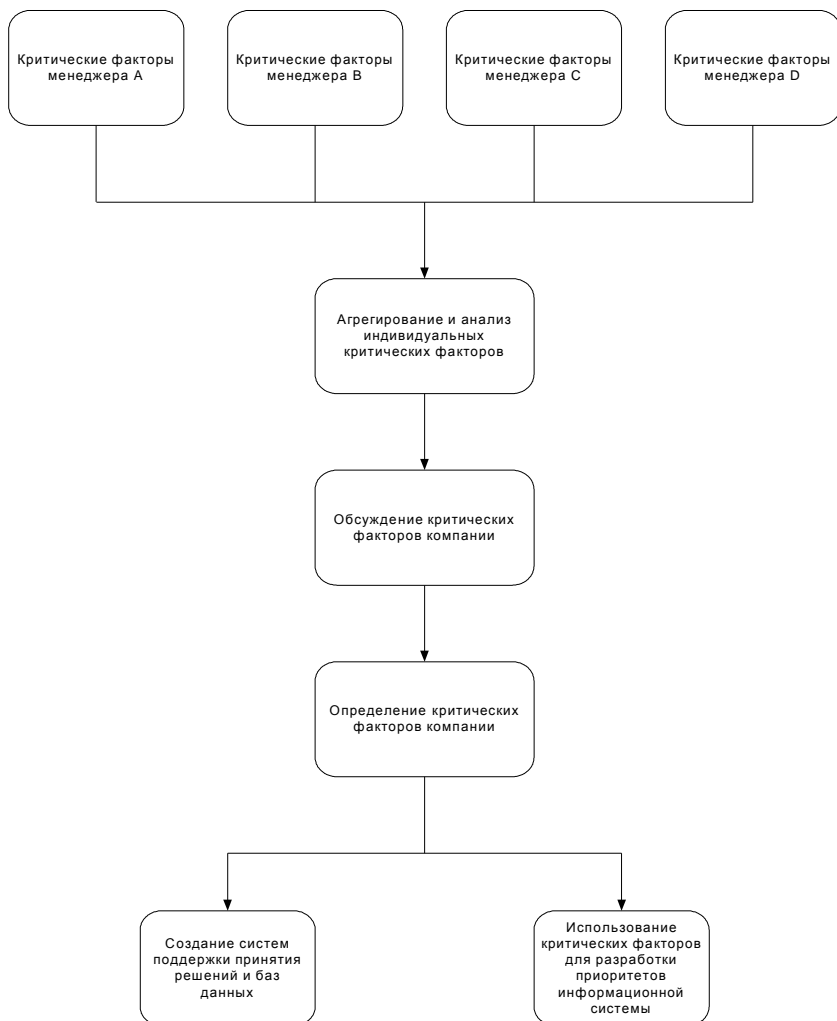 Критические факторы
менеджера A
Критические факторы
менеджера B
Критические факторы
менеджера C
Критические факторы
менеджера D
Агрегирование и анализ
индивидуальных
критических факторов
Обсуждение критических
факторов компании
Определение критических
факторов компании
Создание систем
поддержки принятия
решений и баз
данных
Использование
критических факторов
для разработки
приоритетов
информационной
системы